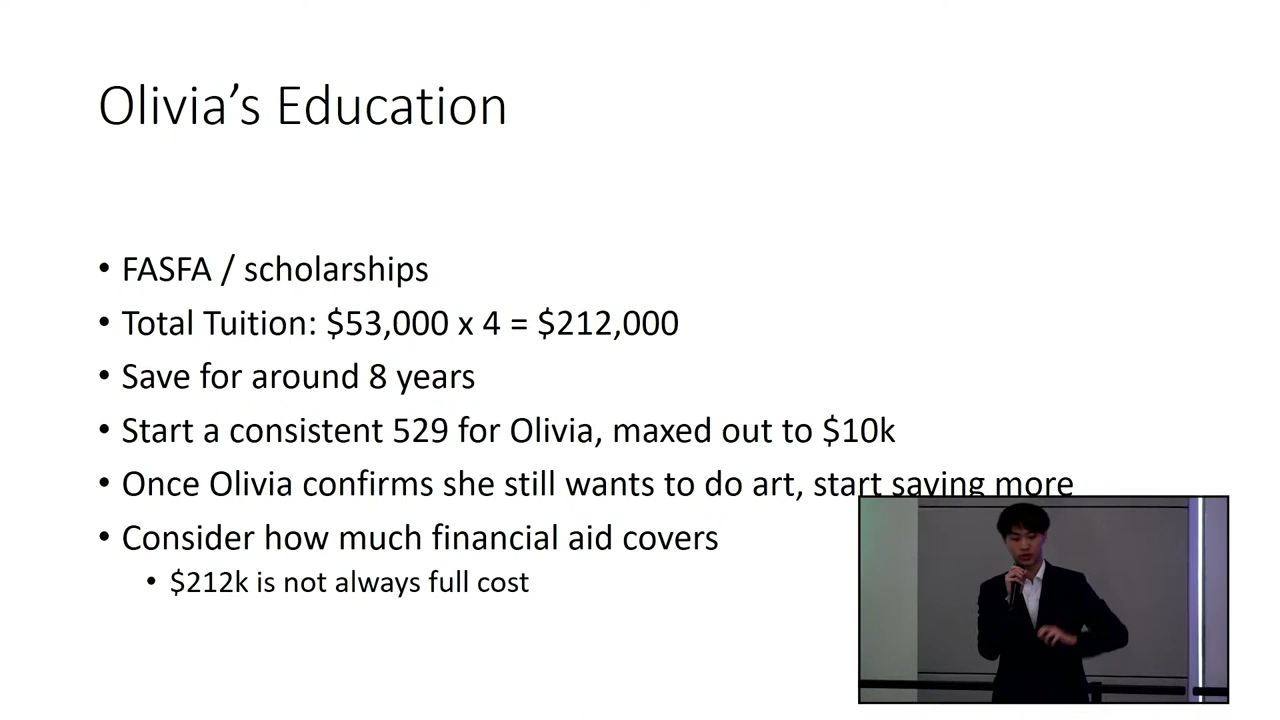 Olivia’s Education
• FASFA / scholarships
• Total Tuition: $53,000 x 4 = $212,000
• Save for around 8 years
• Start a consistent 529 for Olivia, maxed out to $10k
• Once Olivia confirms she still wants to do art, start saving more
• Consider how much financial aid covers
• $212k is not always full cost